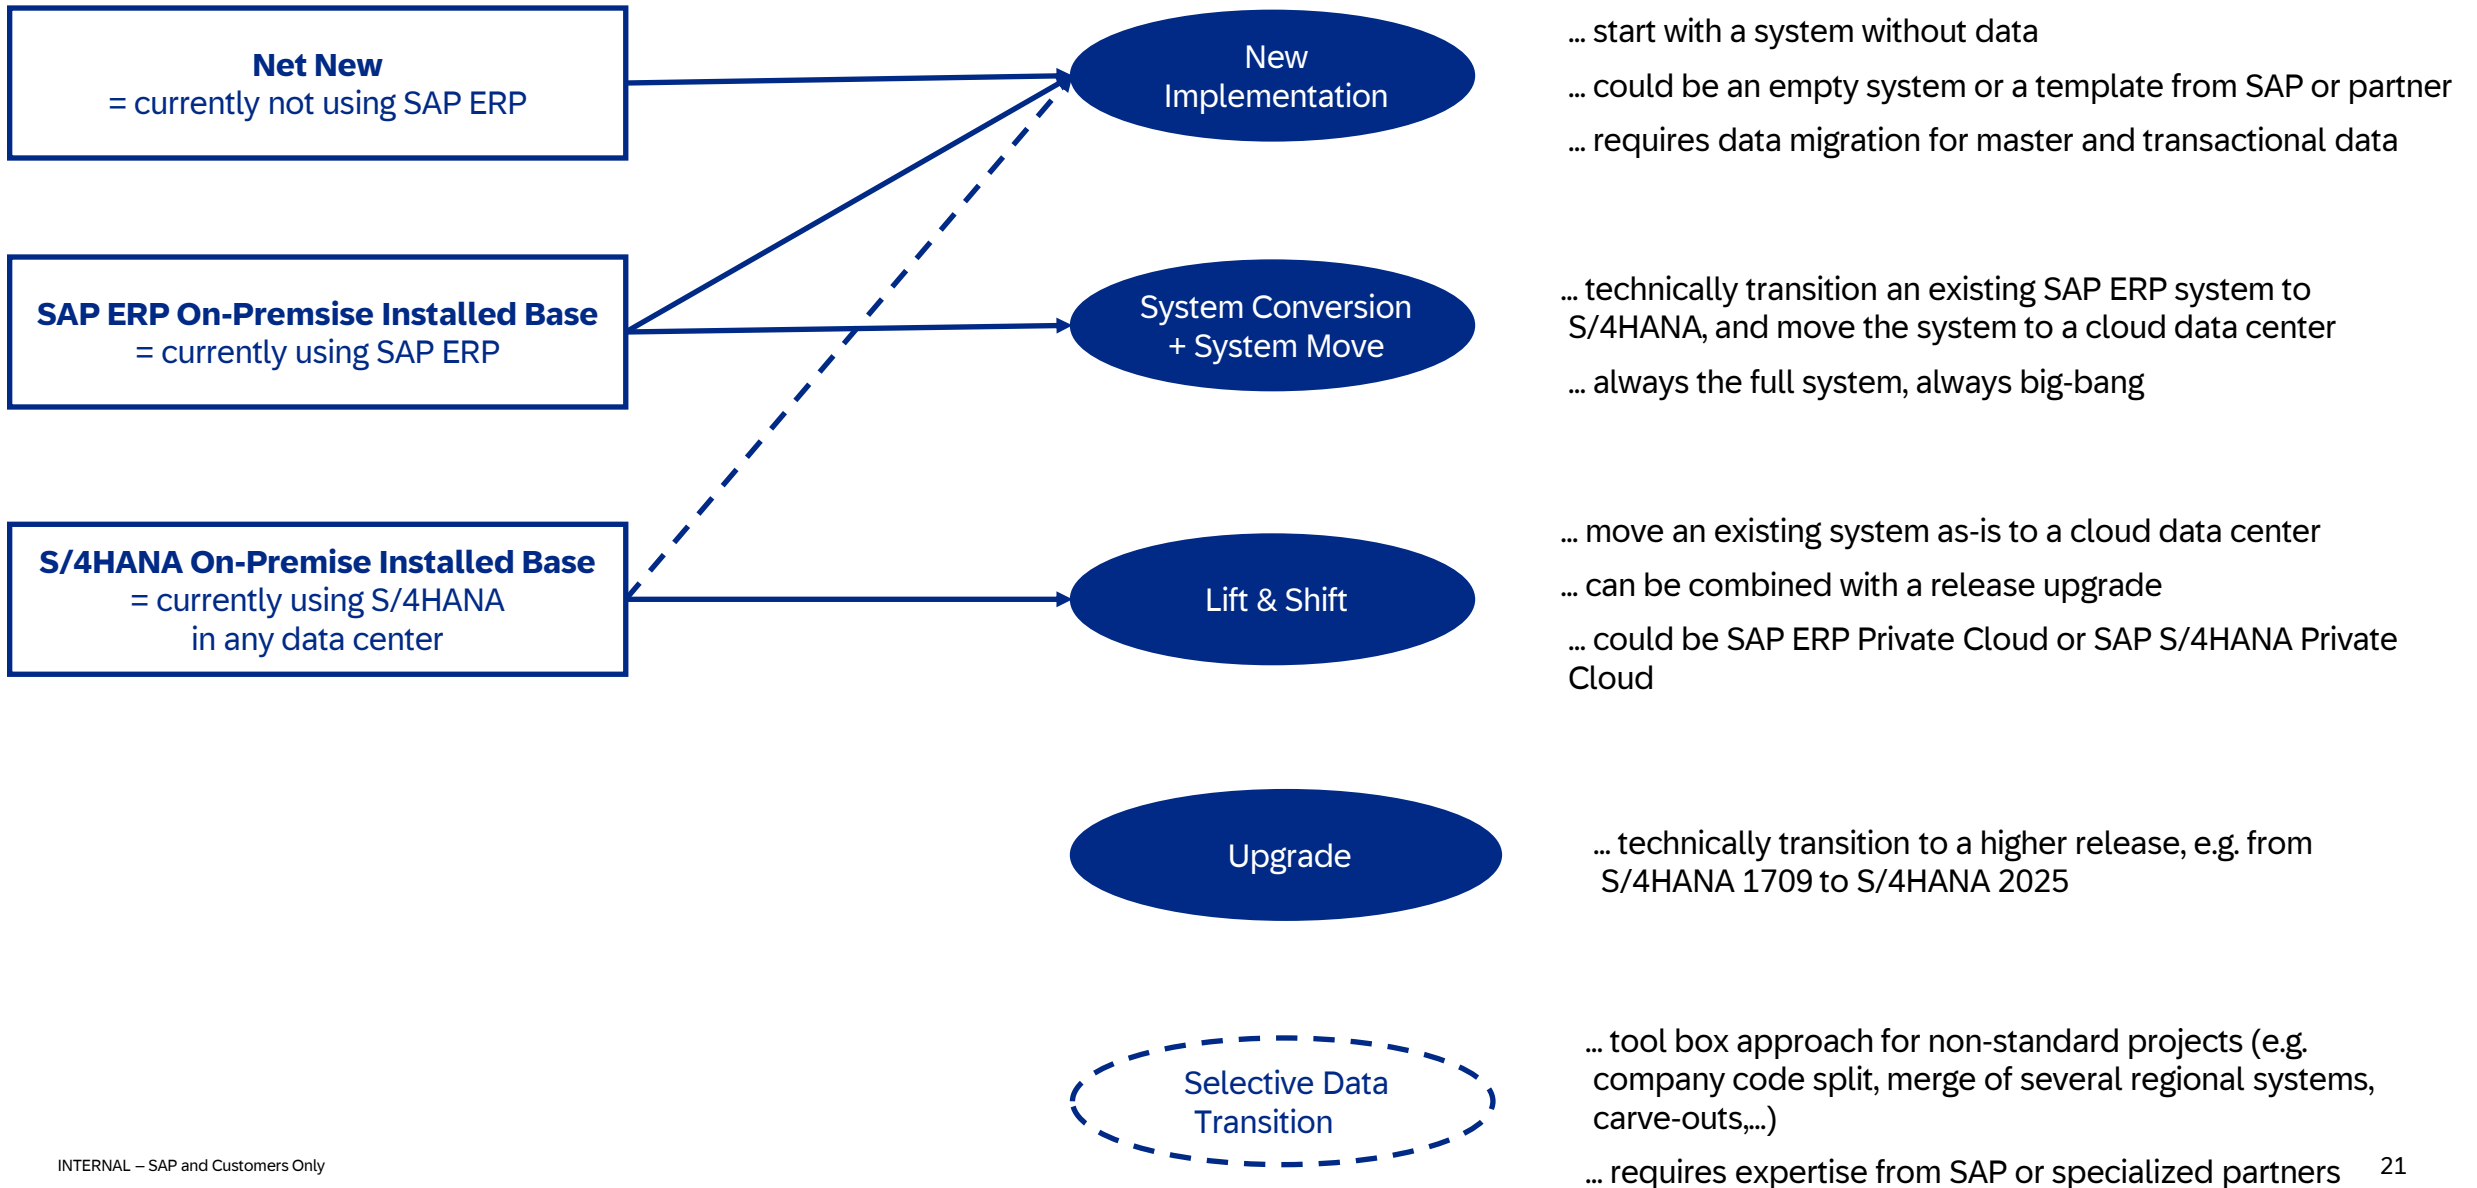 Net New
= currently not using SAP ERP
New
Implementation
... start with a system without data
... could be an empty system or a template from SAP or partner
... requires data migration for master and transactional data
SAP ERP On-Premsise Installed Base
= currently using SAP ERP
System Conversion
+ System Move
... technically transition an existing SAP ERP system to
S/4HANA, and move the system to a cloud data center
... always the full system, always big-bang
S/4HANA On-Premise Installed Base
= currently using S/4HANA
in any data center
Lift & Shift
... move an existing system as-is to a cloud data center
... can be combined with a release upgrade
... could be SAP ERP Private Cloud or SAP S/4HANA Private
Cloud
Upgrade
... technically transition to a higher release, e.g. from
S/4HANA 1709 to S/4HANA 2025
Selective Data
Transition
... tool box approach for non-standard projects (e.g.
company code split, merge of several regional systems,
carve-outs,...)
... requires expertise from SAP or specialized partners
INTERNAL – SAP and Customers Only
21